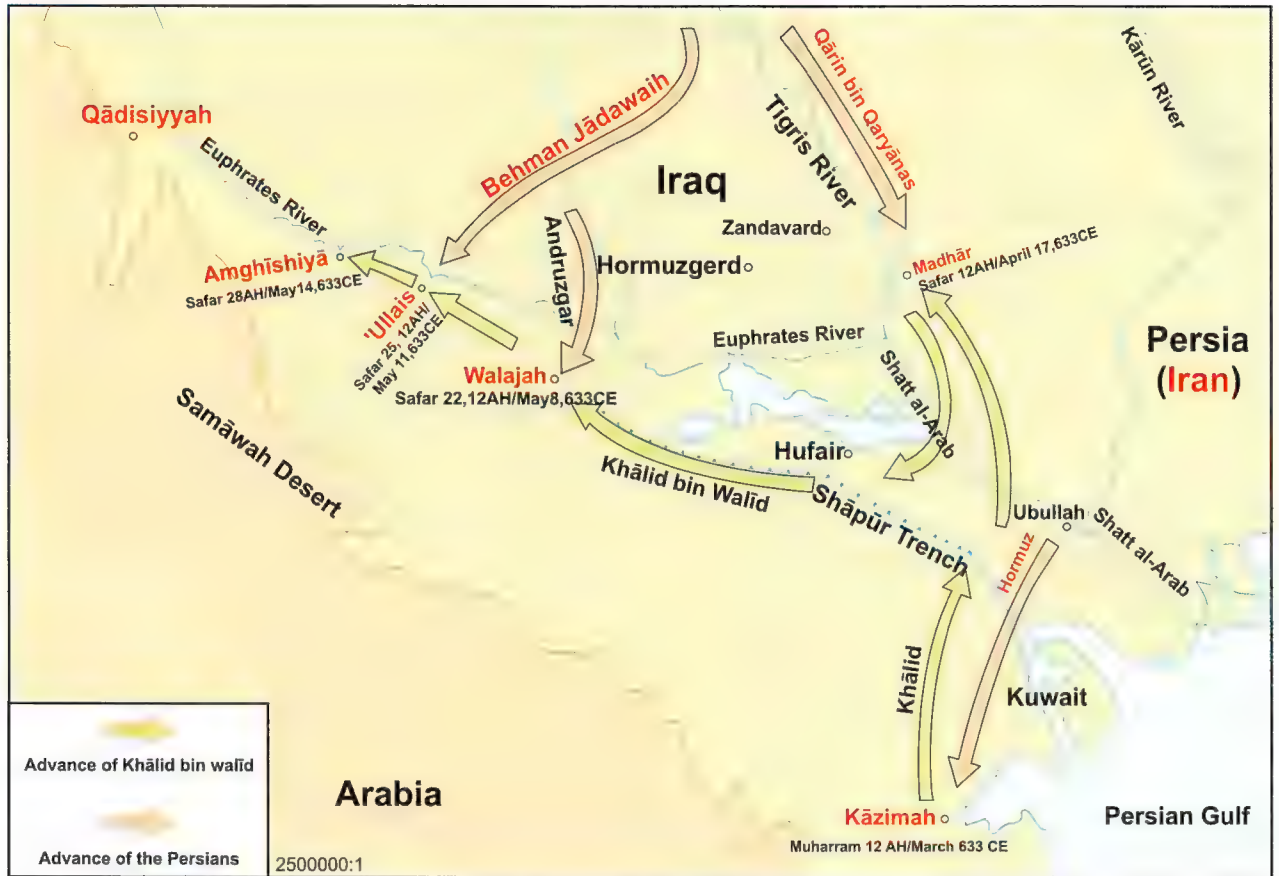 Qādisiyyah
Euphrates River
Behman Jādawaih
Qārin bin Qaryānas
Tigris River
Kārūn River
Iraq
Zandavard
Amghīshiyā
Safar 28AH/May14,633CE
'Ullais
Safar 25, 12AH/
May 11,633CE
Andruzgar
Hormuzgerd
Madhār
Safar 12AH/April 17,633CE
Euphrates River
Shatt al-Arab
Persia
(Iran)
Walajah
Safar 22,12AH/May8,633CE
Samāwah Desert
Khālid bin Walīd
Hufair
Shāpūr Trench
Ubullah
Shatt al-Arab
Hormuz
Khālid
Kuwait
Arabia
Kāzimah
Muharram 12 AH/March 633 CE
Persian Gulf
Advance of Khālid bin walīd
Advance of the Persians
2500000:1